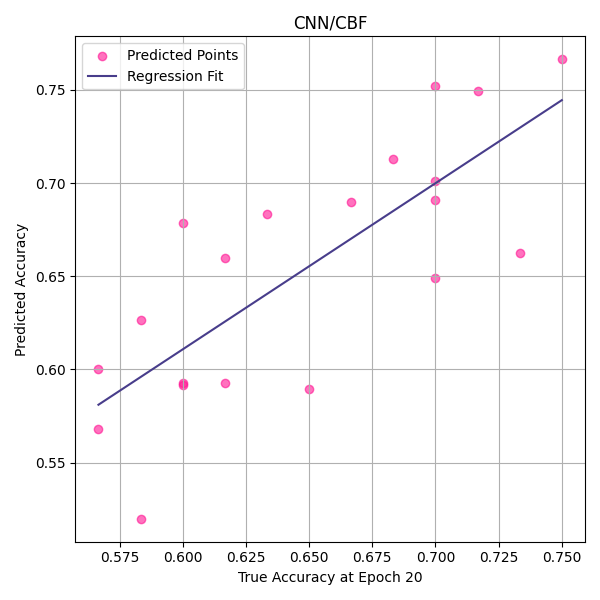 CNN/CBF
Predicted Points
Regression Fit
0.75
0.70
0.65
0.60
0.55
Predicted Accuracy
0.575 0.600 0.625 0.650 0.675 0.700 0.725 0.750
True Accuracy at Epoch 20